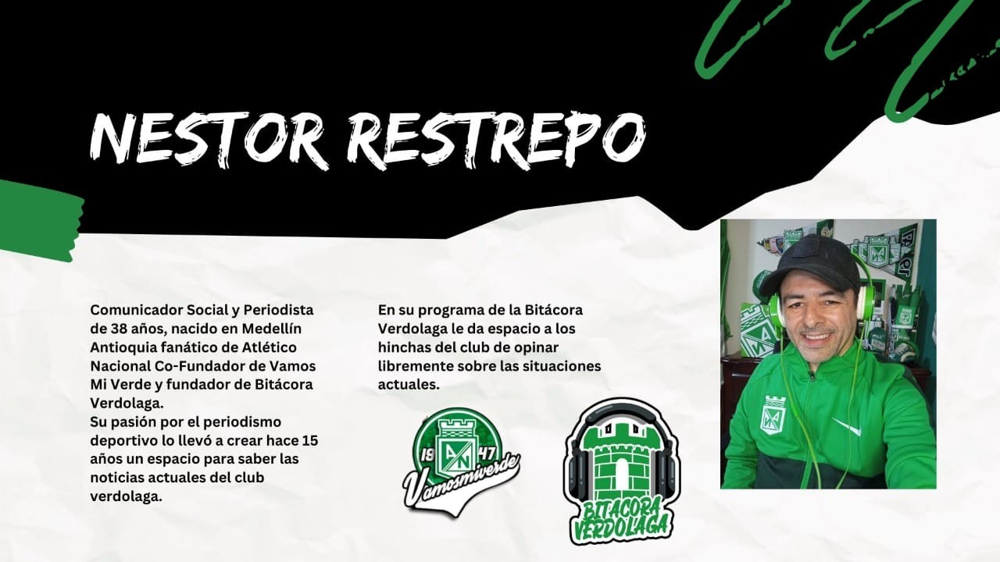 NESTOR RESTREPO
Comunicador Social y Periodista
de 38 años, nacido en Medellín
Antioquia fanático de Atlético
Nacional Co-Fundador de Vamos
Mi Verde y fundador de Bitácora
Verdolaga.
Su pasión por el periodismo
deportivo lo llevó a crear hace 15
años un espacio para saber las
noticias actuales del club
verdolaga.
En su programa de la Bitácora
Verdolaga le da espacio a los
hinchas del club de opinar
libremente sobre las situaciones
actuales.
19 AN 47
Vamosmiverde
BITACORA
VERDOLAGA